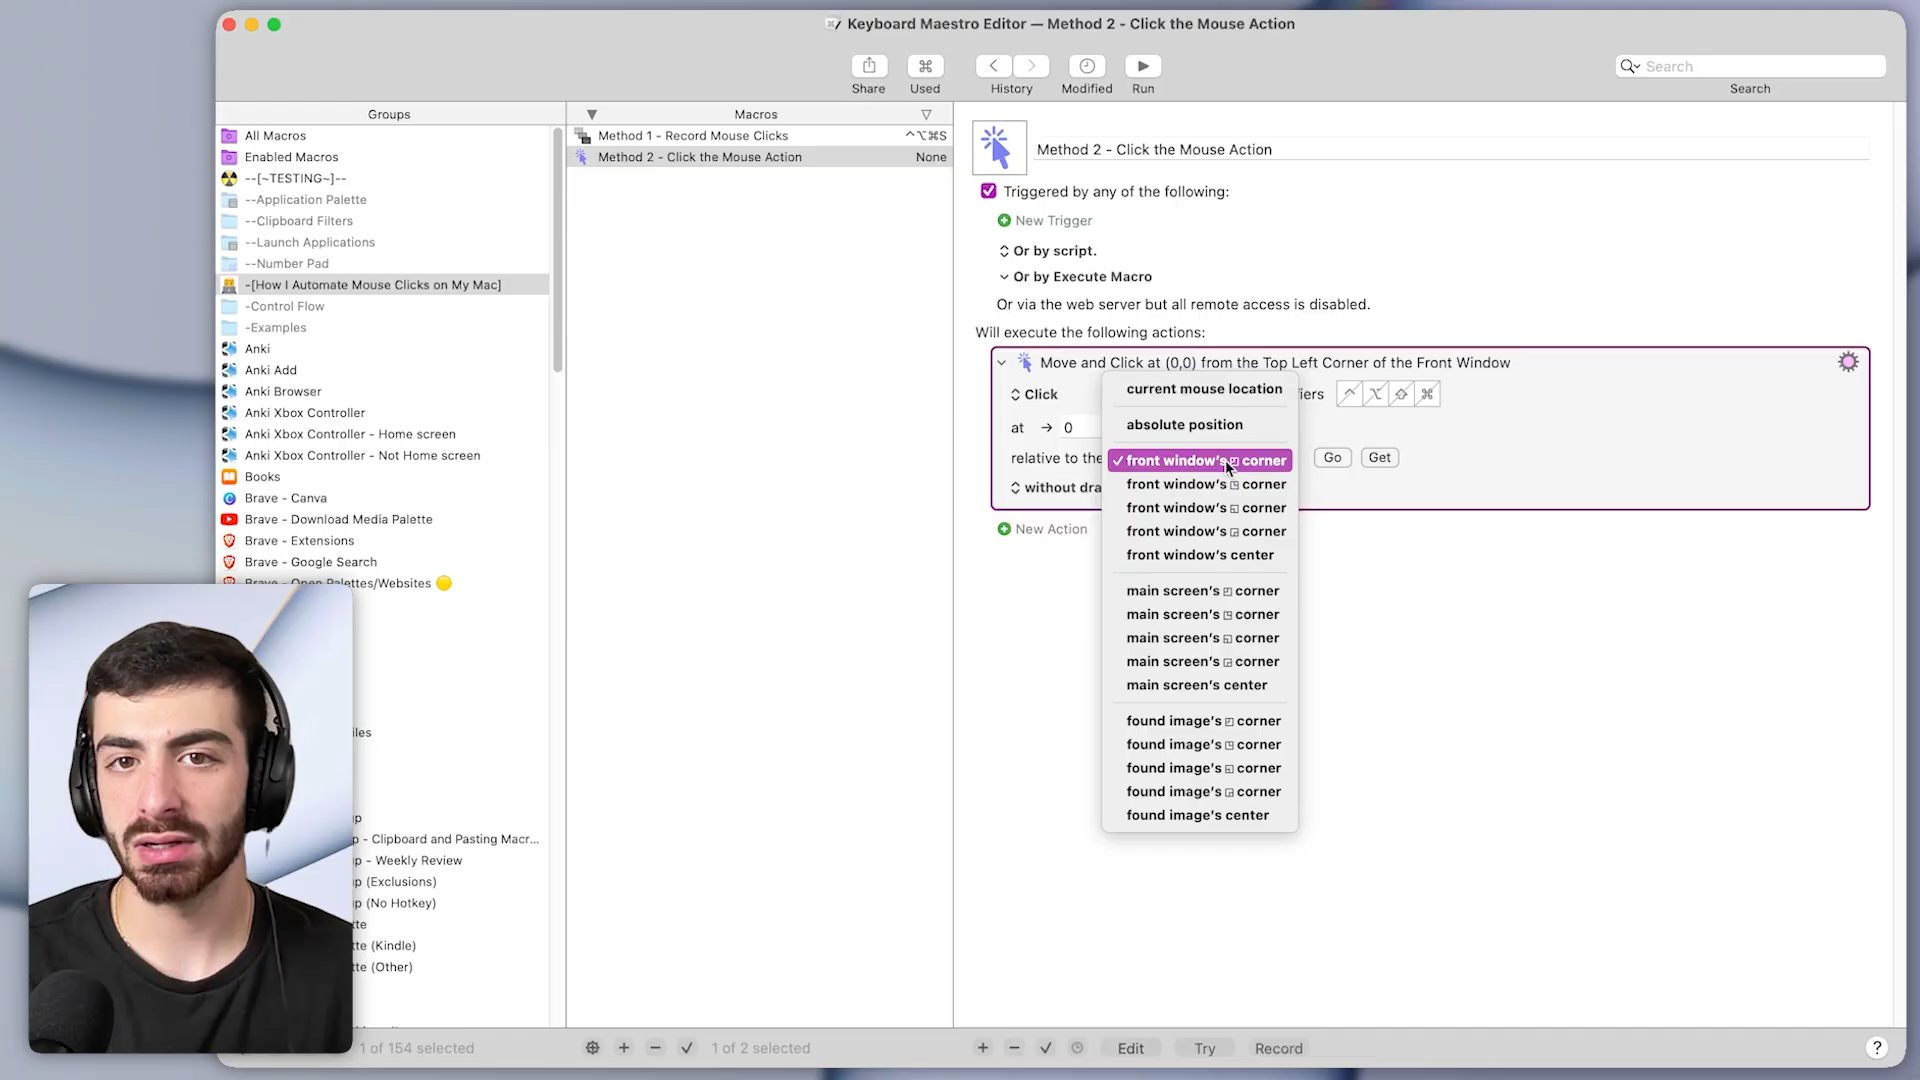 Keyboard Maestro Editor — Method 2 - Click the Mouse Action
Share
Used
History
Modified
Run
Search
Search
Groups
All Macros
Enabled Macros
--[~TESTING~]--
--Application Palette
--Clipboard Filters
--Launch Applications
--Number Pad
-[How I Automate Mouse Clicks on My Mac]
-Control Flow
-Examples
Anki
Anki Add
Anki Browser
Anki Xbox Controller
Anki Xbox Controller - Home screen
Anki Xbox Controller - Not Home screen
Books
Brave - Canva
Brave - Download Media Palette
Brave - Extensions
Brave - Google Search
Brave - Open Palettes/Websites
iles
p
p - Clipboard and Pasting Macr...
p - Weekly Review
p (Exclusions)
p (No Hotkey)
tte
tte (Kindle)
tte (Other)
1 of 154 selected
Macros
Method 1 - Record Mouse Clicks ⌃⌥⌘S
Method 2 - Click the Mouse Action None
1 of 2 selected
Method 2 - Click the Mouse Action
Triggered by any of the following:
New Trigger
Or by script.
Or by Execute Macro
Or via the web server but all remote access is disabled.
Will execute the following actions:
Move and Click at (0,0) from the Top Left Corner of the Front Window
Click
iers
at → 0
relative to the
Go
Get
without dra
New Action
current mouse location
absolute position
✓ front window's ◰ corner
front window's ◳ corner
front window's ◱ corner
front window's ◲ corner
front window's center
main screen's ◰ corner
main screen's ◳ corner
main screen's ◱ corner
main screen's ◲ corner
main screen's center
found image's ◰ corner
found image's ◳ corner
found image's ◱ corner
found image's ◲ corner
found image's center
Edit
Try
Record
?